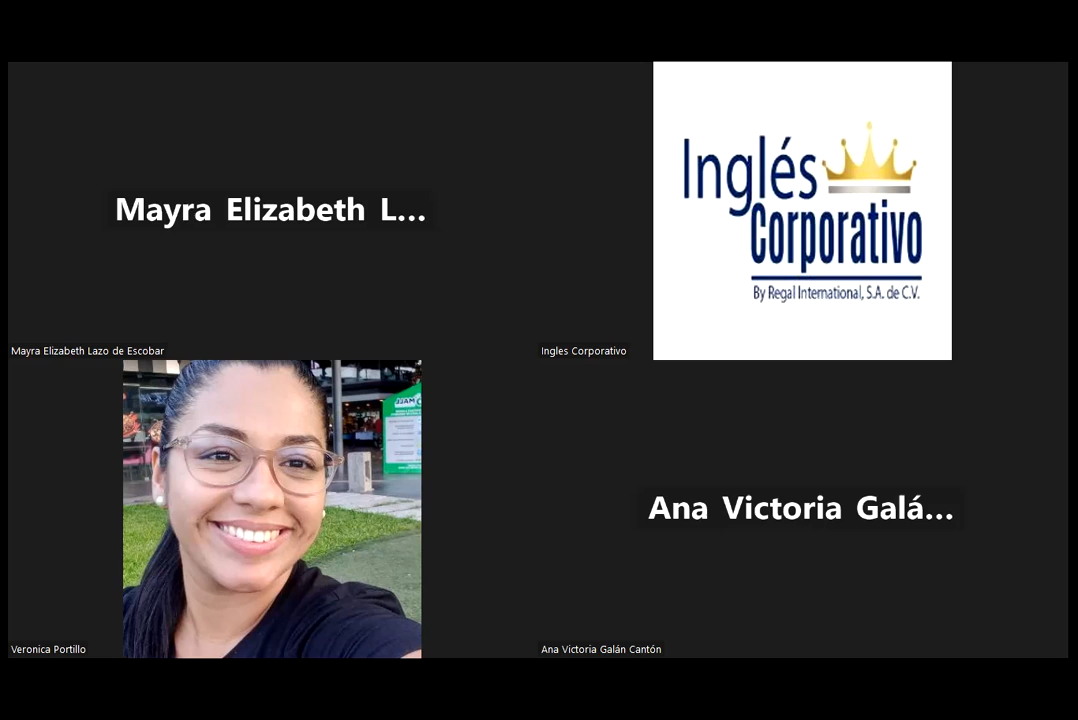 Mayra Elizabeth L...
Mayra Elizabeth Lazo de Escobar
Inglés
Corporativo
By Regal International, S.A. de C.V.
Ingles Corporativo
Veronica Portillo
Ana Victoria Galá...
Ana Victoria Galán Cantón